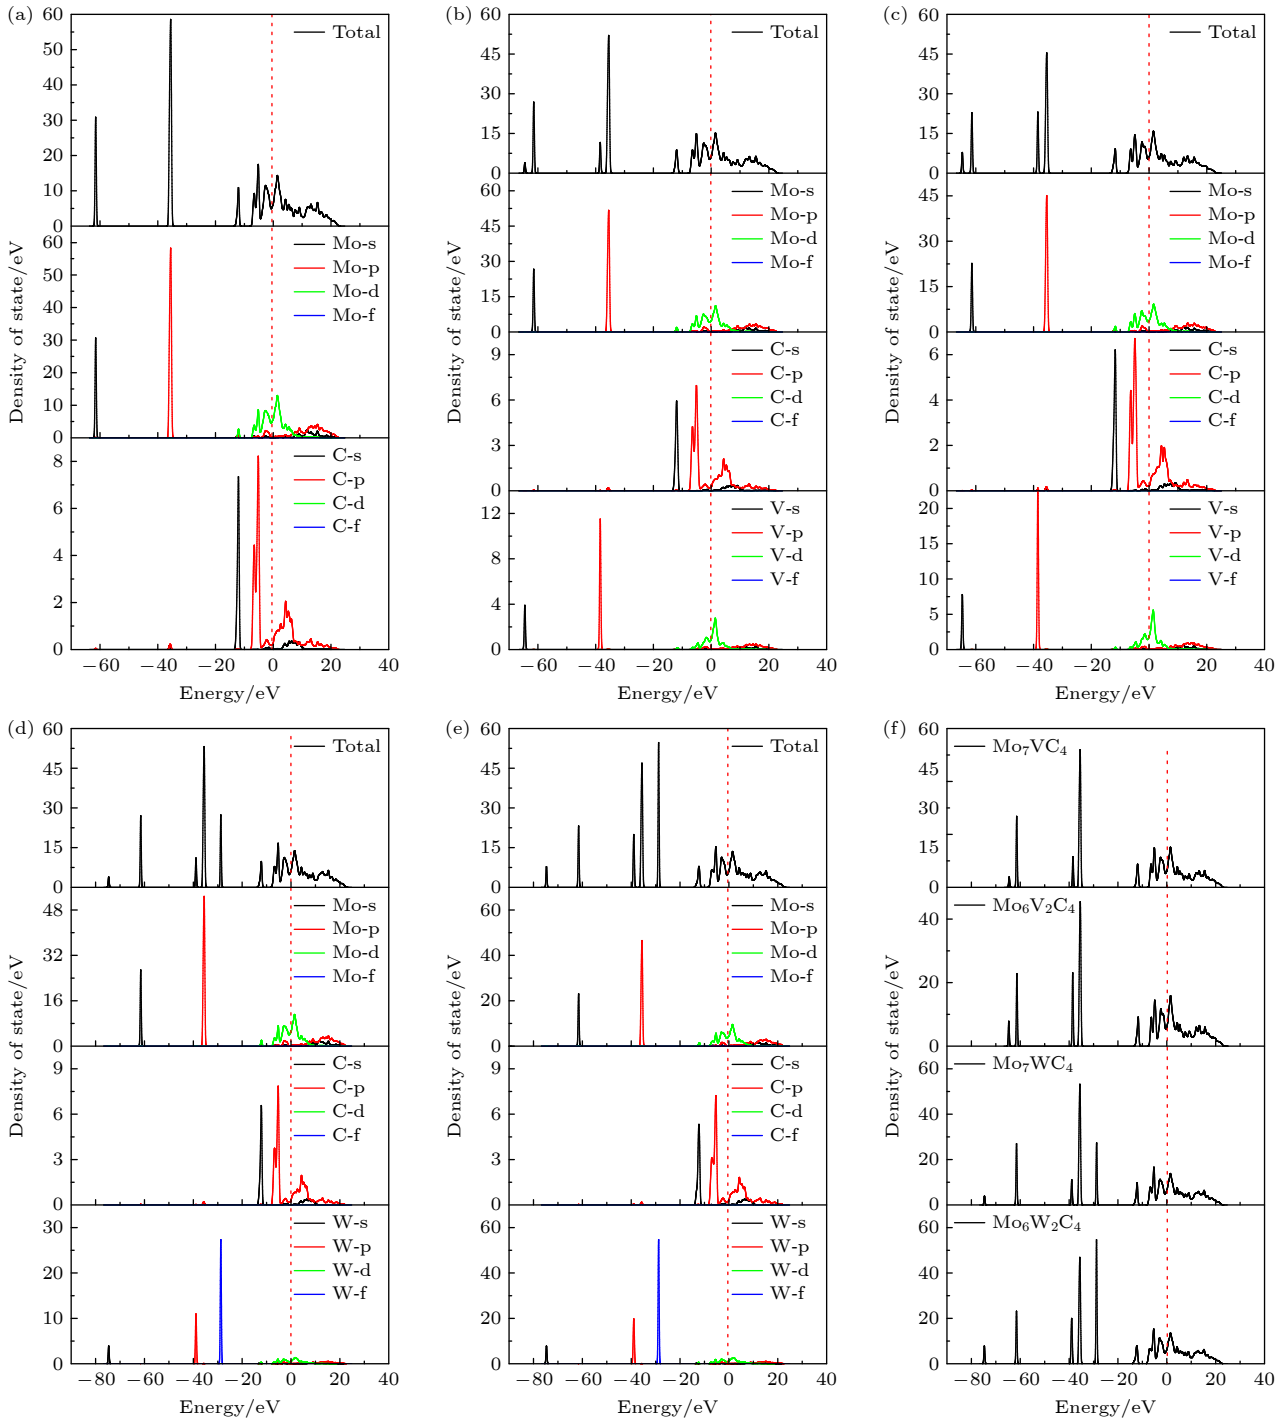 (a)
Total
60
50
40
30
20
10
0
Mo-s
Mo-p
Mo-d
Mo-f
60
50
40
30
20
10
0
C-s
C-p
C-d
C-f
8
6
4
2
0
−60 −40 −20 0 20 40
Energy/eV
Density of state/eV
(b)
Total
60
45
30
15
0
Mo-s
Mo-p
Mo-d
Mo-f
60
45
30
15
0
C-s
C-p
C-d
C-f
9
6
3
0
V-s
V-p
V-d
V-f
12
9
6
3
0
−60 −40 −20 0 20 40
Energy/eV
Density of state/eV
(c)
Total
60
45
30
15
0
Mo-s
Mo-p
Mo-d
Mo-f
45
30
15
0
C-s
C-p
C-d
C-f
6
4
2
0
V-s
V-p
V-d
V-f
20
15
10
5
0
−60 −40 −20 0 20 40
Energy/eV
Density of state/eV
(d)
Total
60
45
30
15
0
Mo-s
Mo-p
Mo-d
Mo-f
48
32
16
0
C-s
C-p
C-d
C-f
9
6
3
0
W-s
W-p
W-d
W-f
30
20
10
0
−80 −60 −40 −20 0 20 40
Energy/eV
Density of state/eV
(e)
Total
60
45
30
15
0
Mo-s
Mo-p
Mo-d
Mo-f
60
40
20
0
C-s
C-p
C-d
C-f
9
6
3
0
W-s
W-p
W-d
W-f
60
40
20
0
−80 −60 −40 −20 0 20 40
Energy/eV
Density of state/eV
(f)
Mo₇VC₄
60
40
20
0
Mo₆V₂C₄
40
20
0
Mo₇WC₄
60
40
20
0
Mo₆W₂C₄
60
40
20
0
−80 −60 −40 −20 0 20 40
Energy/eV
Density of state/eV